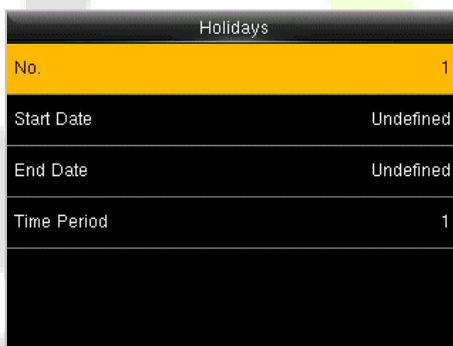 Holidays
No. 1
Start Date Undefined
End Date Undefined
Time Period 1